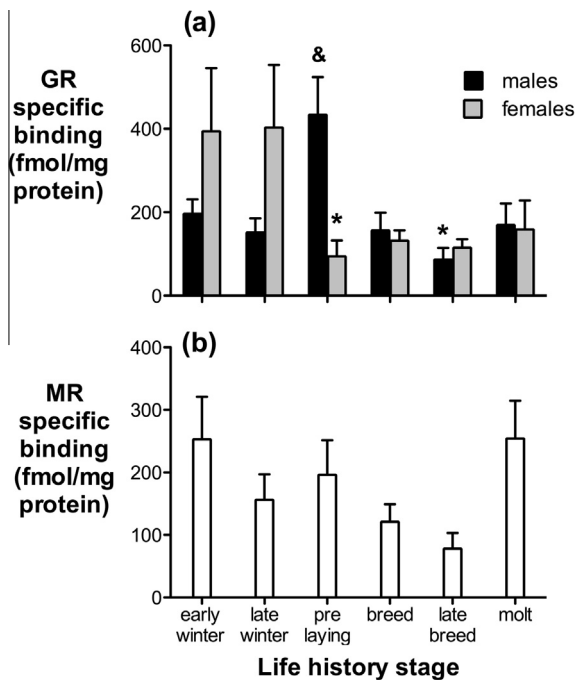 (a)
GR
specific
binding
(fmol/mg
protein)
600
400
200
0
&
*
*
males
females
(b)
MR
specific
binding
(fmol/mg
protein)
400
300
200
100
0
early
winter
late
winter
pre
laying
breed
late
breed
molt
Life history stage